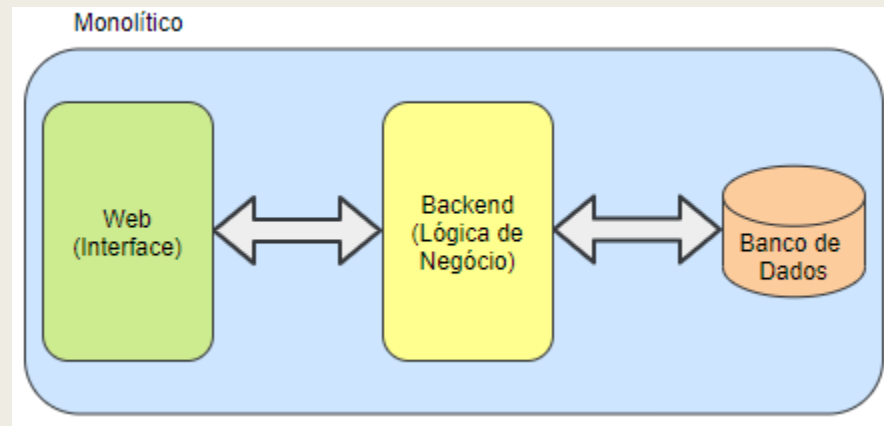 Monolítico
Web
(Interface)
Backend
(Lógica de
Negócio)
Banco de
Dados